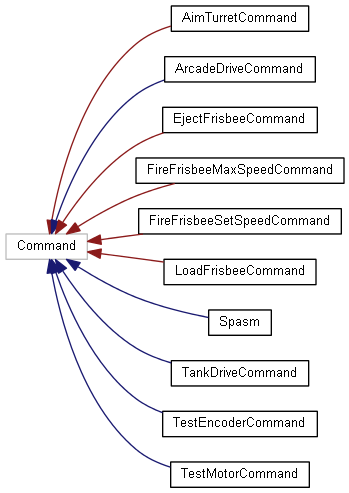 AimTurretCommand
ArcadeDriveCommand
EjectFrisbeeCommand
FireFrisbeeMaxSpeedCommand
FireFrisbeeSetSpeedCommand
Command
LoadFrisbeeCommand
Spasm
TankDriveCommand
TestEncoderCommand
TestMotorCommand